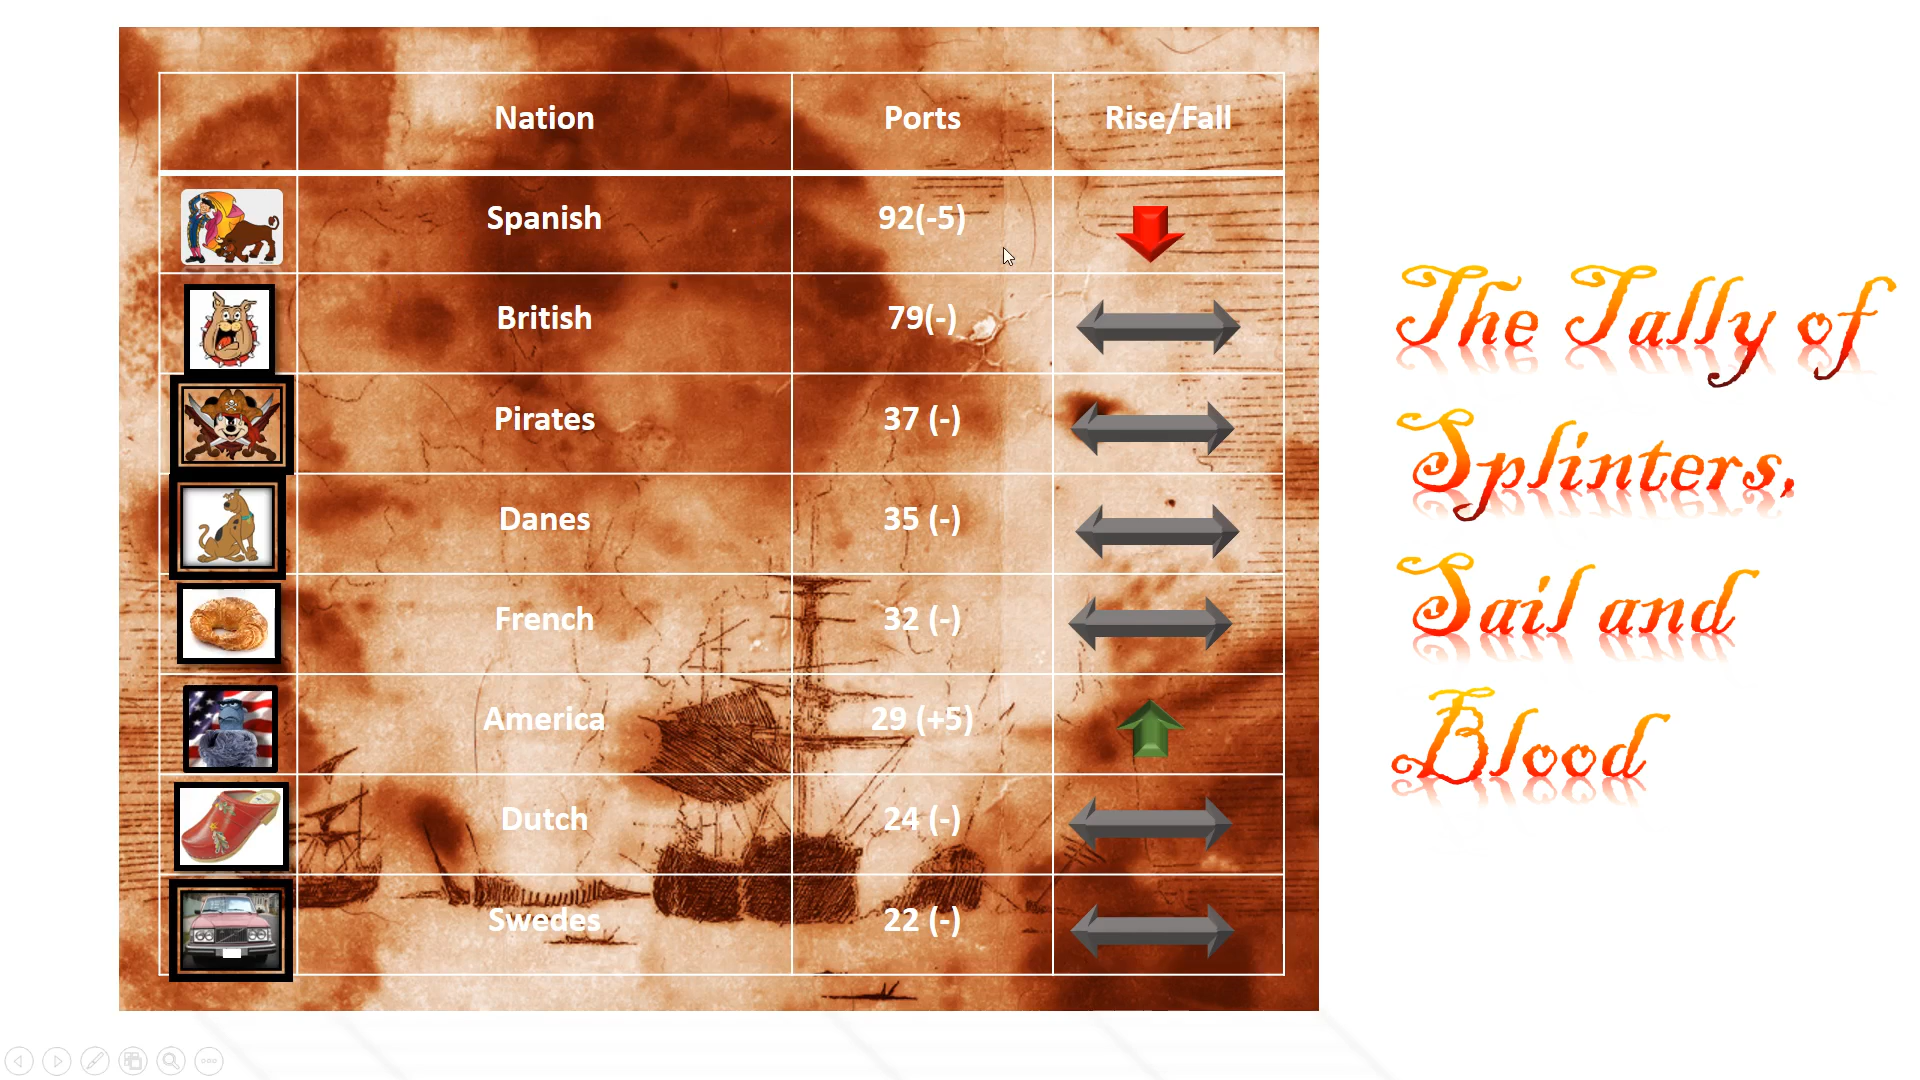 Nation Ports Rise/Fall
Spanish 92(-5)
British 79(-)
Pirates 37 (-)
Danes 35 (-)
French 32 (-)
America 29 (+5)
Dutch 24 (-)
Swedes 22 (-)
The Tally of
Splinters,
Sail and
Blood